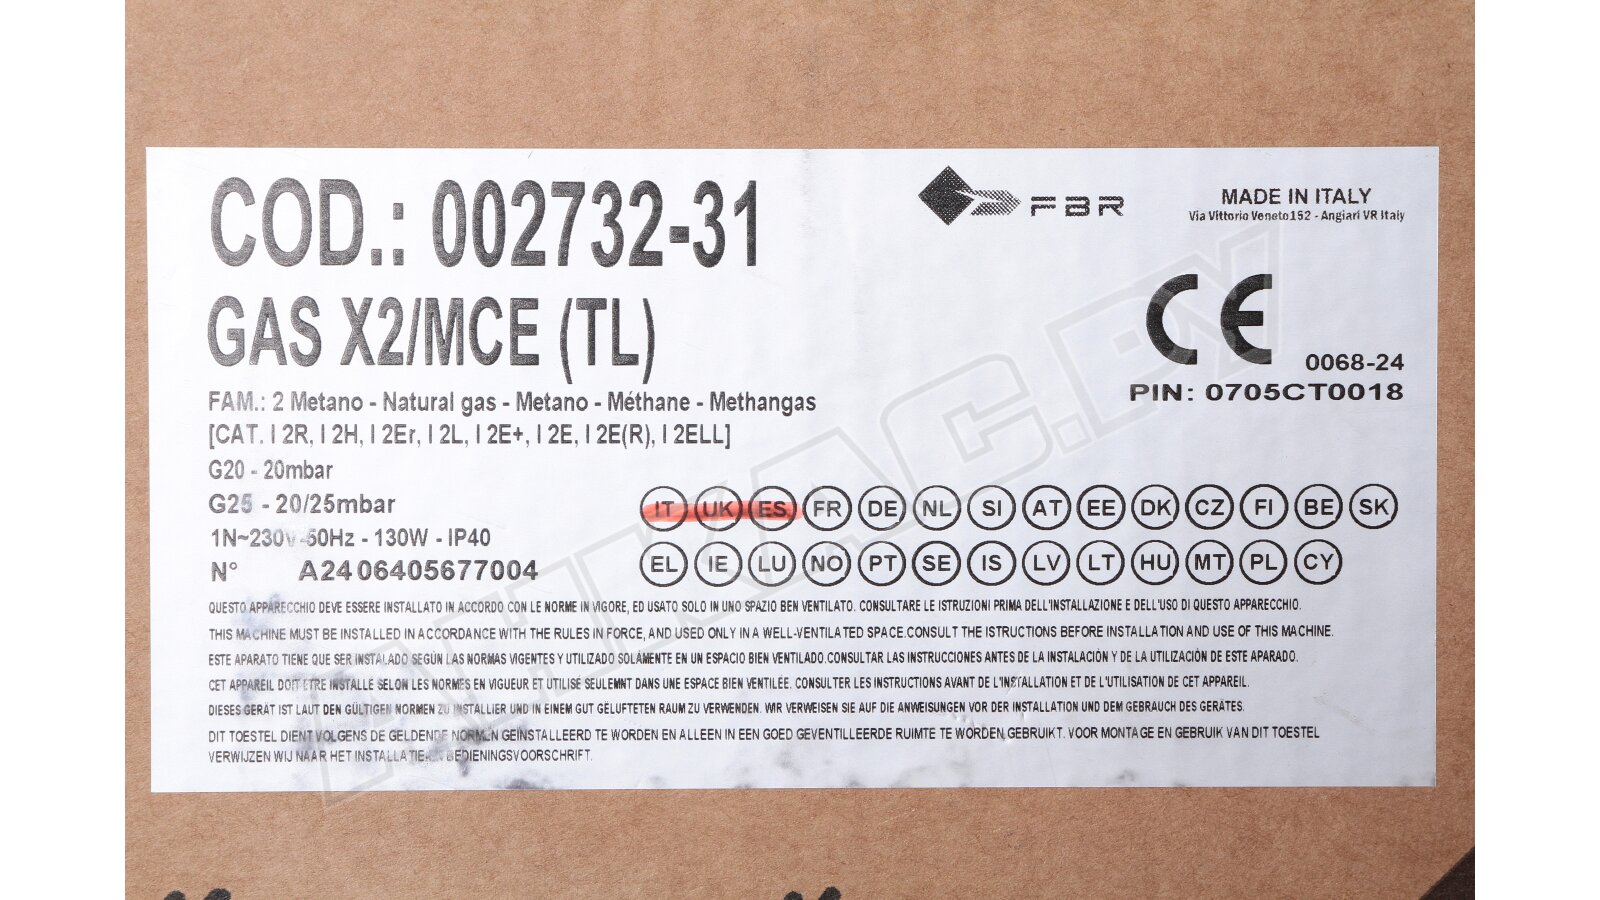 COD.: 002732-31
FBR
MADE IN ITALY
Via Vittorio Veneto152 - Angiari VR Italy
GAS X2/MCE (TL)
CE
0068-24
PIN: 0705CT0018
FAM.: 2 Metano - Natural gas - Metano - Méthane - Methangas
[CAT. I 2R, I 2H, I 2Er, I 2L, I 2E+, I 2E, I 2E(R), I 2ELL]
G20 - 20mbar
G25 - 20/25mbar
IT UK ES FR DE NL SI AT EE DK CZ FI BE SK
1N~230V-50Hz - 130W - IP40
EL IE LU NO PT SE IS LV LT HU MT PL CY
N° A2406405677004
QUESTO APPARECCHIO DEVE ESSERE INSTALLATO IN ACCORDO CON LE NORME IN VIGORE, ED USATO SOLO IN UNO SPAZIO BEN VENTILATO. CONSULTARE LE ISTRUZIONI PRIMA DELL'INSTALLAZIONE E DELL'USO DI QUESTO APPARECCHIO.
THIS MACHINE MUST BE INSTALLED IN ACCORDANCE WITH THE RULES IN FORCE, AND USED ONLY IN A WELL-VENTILATED SPACE.CONSULT THE ISTRUCTIONS BEFORE INSTALLATION AND USE OF THIS MACHINE.
ESTE APARATO TIENE QUE SER INSTALADO SEGÚN LAS NORMAS VIGENTES Y UTILIZADO SOLAMENTE EN UN ESPACIO BIEN VENTILADO.CONSULTAR LAS INSTRUCCIONES ANTES DE LA INSTALACIÓN Y DE LA UTILIZACIÓN DE ESTE APARADO.
CET APPAREIL DOIT ETRE INSTALLE SELON LES NORMES EN VIGUEUR ET UTILISE SEULEMNT DANS UNE ESPACE BIEN VENTILÉE. CONSULTER LES INSTRUCTIONS AVANT DE L'INSTALLATION ET DE L'UTILISATION DE CET APPAREIL.
DIESES GERÄT IST LAUT DEN GÜLTIGEN NORMEN ZU INSTALLIER UND IN EINEM GUT GELUFTETEN RAUM ZU VERWENDEN. WIR VERWEISEN SIE AUF DIE ANWEISUNGEN VOR DER INSTALLATION UND DEM GEBRAUCH DES GERÄTES.
DIT TOESTEL DIENT VOLGENS DE GELDENDE NORMEN GEÏNSTALLEERD TE WORDEN EN ALLEEN IN EEN GOED GEVENTILLEERDE RUIMTE TE WORDEN GEBRUIKT. VOOR MONTAGE EN GEBRUIK VAN DIT TOESTEL
VERWIJZEN WIJ NAAR HET INSTALLATIE- BEDIENINGSVOORSCHRIFT.
ALIKAC.BY